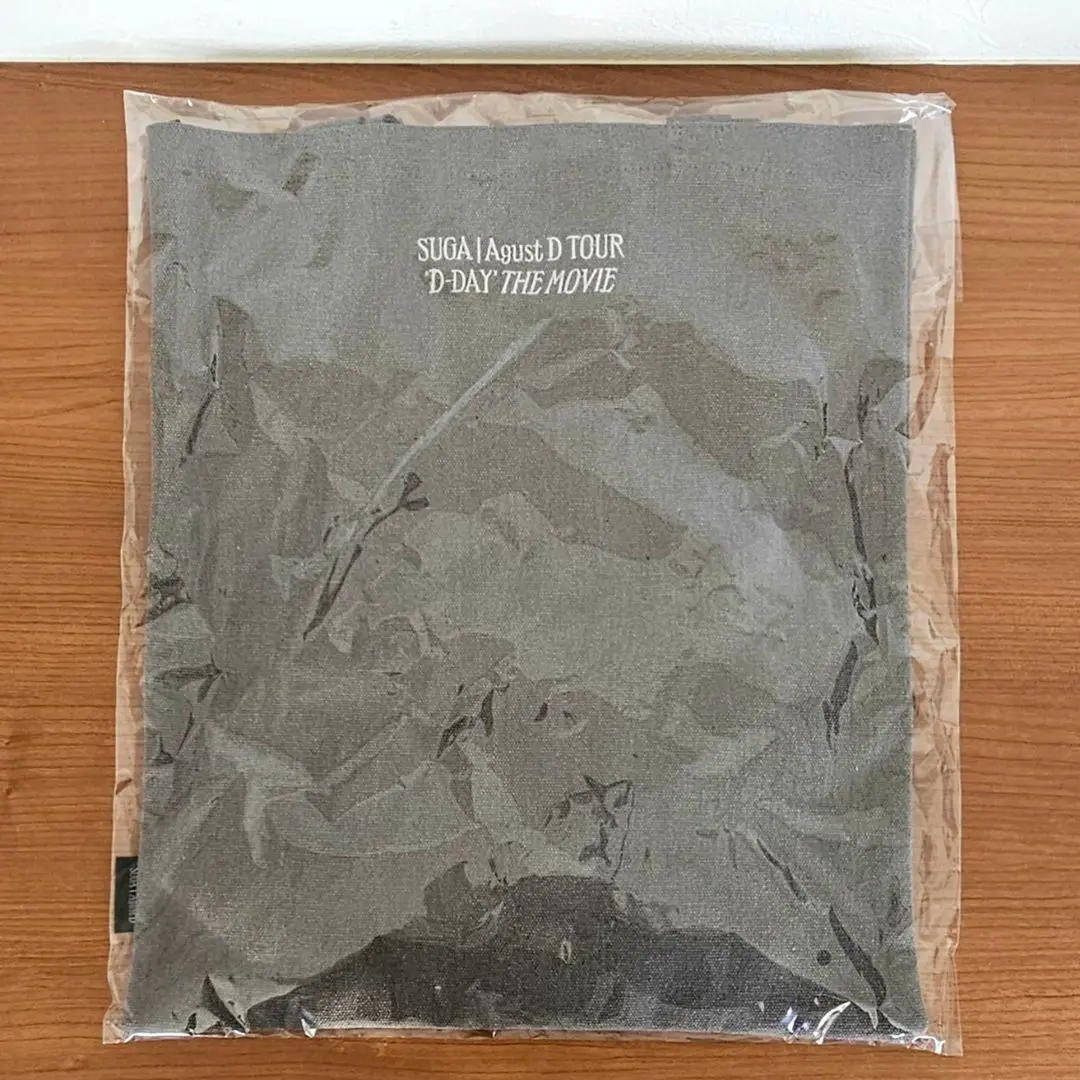 SUGA | Agust D TOUR
'D-DAY' THE MOVIE